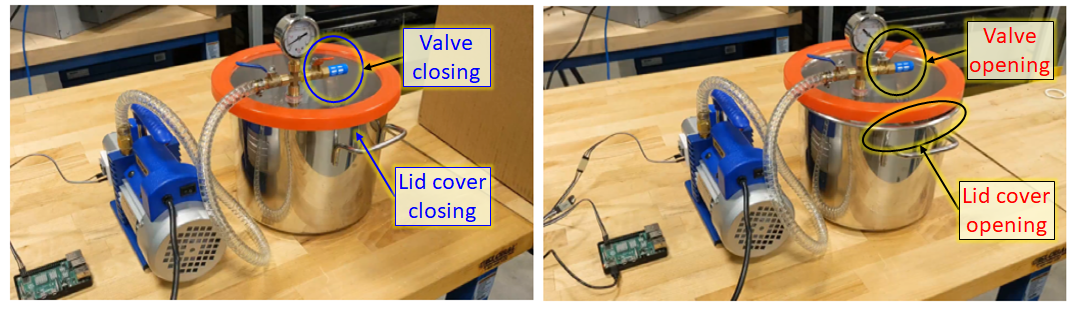 Valve
closing
Lid cover
closing
Valve
opening
Lid cover
opening